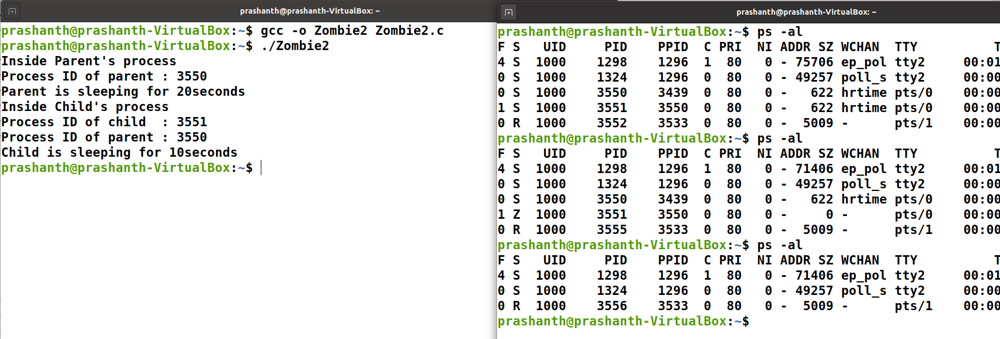 prashanth@prashanth-VirtualBox: ~
prashanth@prashanth-VirtualBox:~$ gcc -o Zombie2 Zombie2.c
prashanth@prashanth-VirtualBox:~$ ./Zombie2
Inside Parent's process
Process ID of parent : 3550
Parent is sleeping for 20seconds
Inside Child's process
Process ID of child  : 3551
Process ID of parent : 3550
Child is sleeping for 10seconds
prashanth@prashanth-VirtualBox:~$
prashanth@prashanth-VirtualBox: ~
prashanth@prashanth-VirtualBox:~$ ps -al
F S   UID     PID    PPID  C PRI  NI ADDR SZ WCHAN  TTY          T
4 S  1000    1298    1296  1  80   0 - 75706 ep_pol tty2     00:01
0 S  1000    1324    1296  0  80   0 - 49257 poll_s tty2     00:00
0 S  1000    3550    3439  0  80   0 -   622 hrtime pts/0    00:00
1 S  1000    3551    3550  0  80   0 -   622 hrtime pts/0    00:00
0 R  1000    3552    3533  0  80   0 -  5009 -      pts/1    00:00
prashanth@prashanth-VirtualBox:~$ ps -al
F S   UID     PID    PPID  C PRI  NI ADDR SZ WCHAN  TTY          T
4 S  1000    1298    1296  1  80   0 - 71406 ep_pol tty2     00:01
0 S  1000    1324    1296  0  80   0 - 49257 poll_s tty2     00:00
0 S  1000    3550    3439  0  80   0 -   622 hrtime pts/0    00:00
1 Z  1000    3551    3550  0  80   0 -     0 -      pts/0    00:00
0 R  1000    3555    3533  0  80   0 -  5009 -      pts/1    00:00
prashanth@prashanth-VirtualBox:~$ ps -al
F S   UID     PID    PPID  C PRI  NI ADDR SZ WCHAN  TTY          T
4 S  1000    1298    1296  1  80   0 - 71406 ep_pol tty2     00:01
0 S  1000    1324    1296  0  80   0 - 49257 poll_s tty2     00:00
0 R  1000    3556    3533  0  80   0 -  5009 -      pts/1    00:00
prashanth@prashanth-VirtualBox:~$